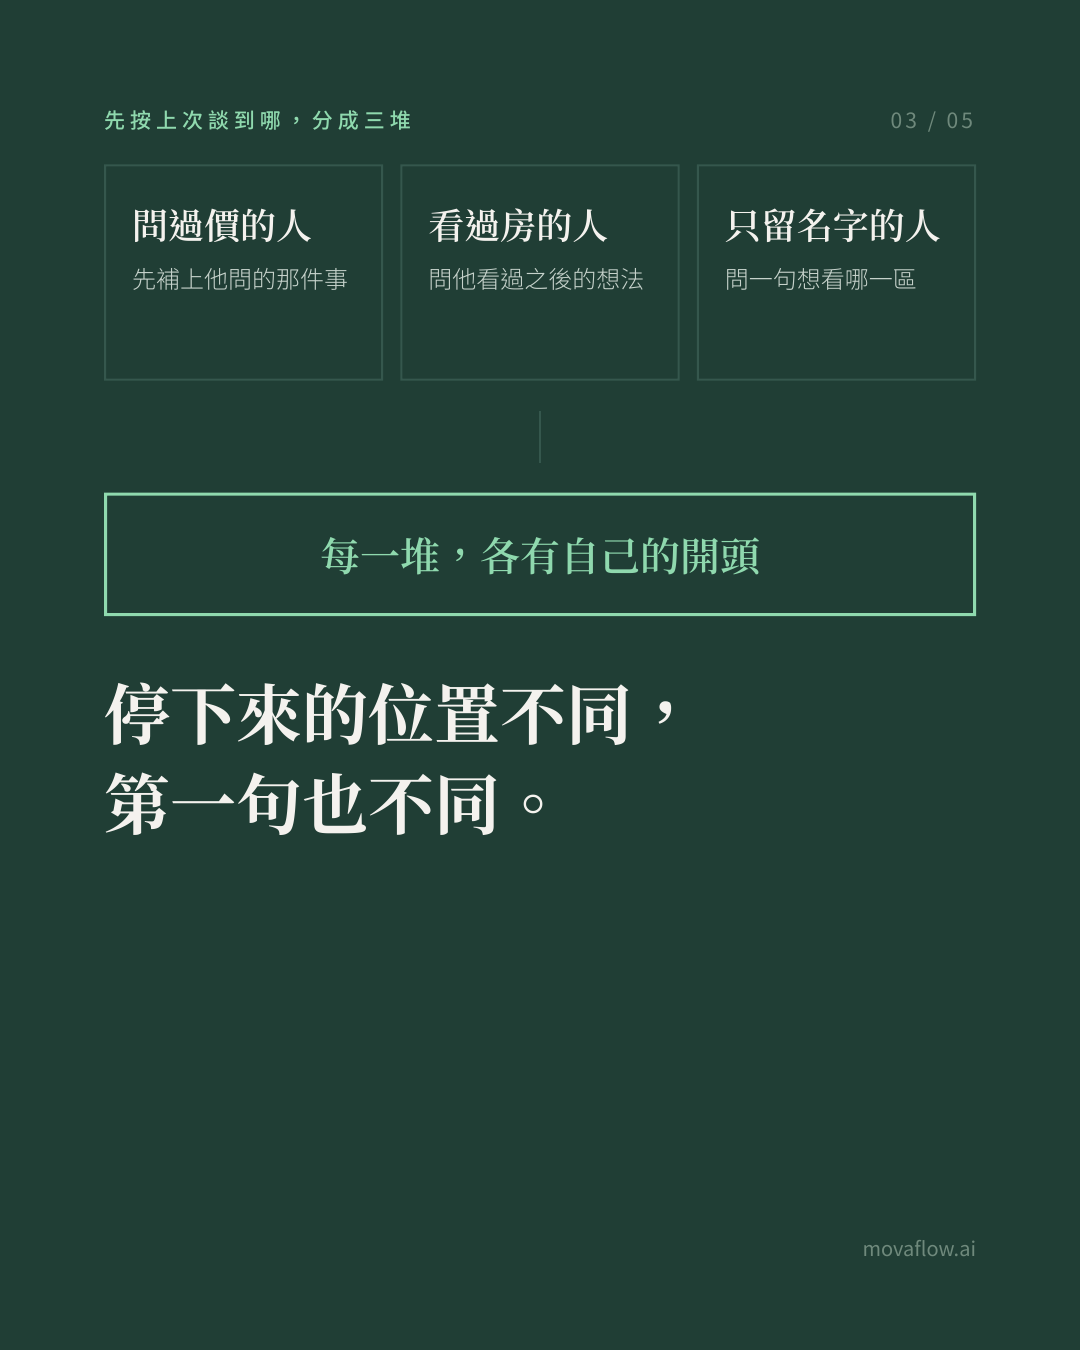 先按上次談到哪，分成三堆
03 / 05
問過價的人
先補上他問的那件事
看過房的人
問他看過之後的想法
只留名字的人
問一句想看哪一區
每一堆，各有自己的開頭
停下來的位置不同，
第一句也不同。
movaflow.ai